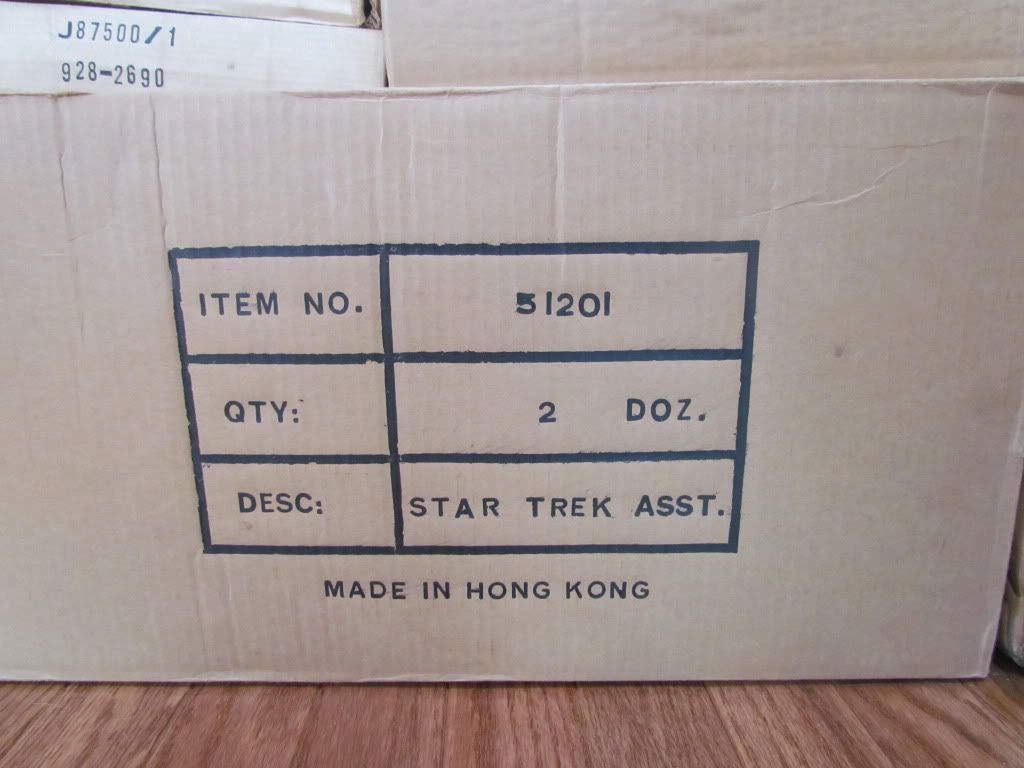 J87500/1
928-2690
ITEM NO. 51201
QTY: 2 DOZ.
DESC: STAR TREK ASST.
MADE IN HONG KONG